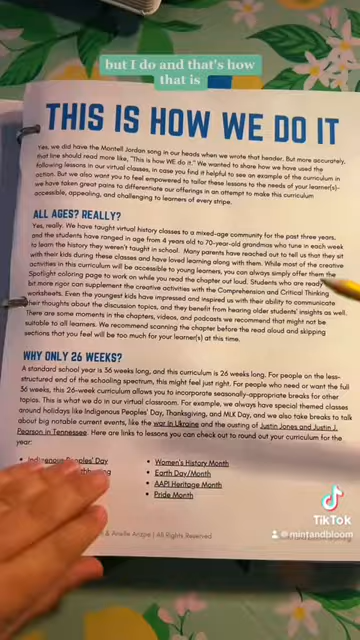 but I do and that's how
that is
THIS IS HOW WE DO IT
Yes, we did have the Montell Jordan song in our heads when we wrote that header. But more accurately,
that line should read more like, "This is how WE do it." We wanted to share how we have used the
following lessons in our virtual classes, in case you find it helpful to see an example of the curriculum in
action. But we also want you to feel empowered to tailor these lessons to the needs of your learner(s)-
we have taken great pains to differentiate our offerings in an attempt to make this curriculum
accessible, appealing, and challenging to learners of every stripe.
ALL AGES? REALLY?
Yes, really. We have taught virtual history classes to a mixed-age community for the past three years,
and the students have ranged in age from 4 years old to 70-year-old grandmas who tune in each week
to learn the history they weren't taught in school. Many parents have reached out to tell us that they sit
with their kids during these classes and have loved learning along with them. While most of the creative
activities in this curriculum will be accessible to young learners, you can always simply offer them the
Spotlight coloring page to work on while you read the chapter out loud. Students who are ready
but more rigor can supplement the creative activities with the Comprehension and Critical Thinking
worksheets. Even the youngest kids have impressed and inspired us with their ability to communicate
their thoughts about the discussion topics, and they benefit from hearing older students' insights as well.
There are some moments in the chapters, videos, and podcasts we recommend that might not be
suitable to all learners. We recommend scanning the chapter before the read aloud and skipping
sections that you feel will be too much for your learner(s) at this time.
WHY ONLY 26 WEEKS?
A standard school year is 36 weeks long, and this curriculum is 26 weeks long. For people on the less-
structured end of the schooling spectrum, this might feel just right. For people who need or want the full
36 weeks, this 26-week curriculum allows you to incorporate seasonally-appropriate breaks for other
topics. This is what we do in our virtual classroom. For example, we always have special themed classes
around holidays like Indigenous Peoples' Day, Thanksgiving, and MLK Day, and we also take breaks to talk
about big notable current events, like the war in Ukraine and the ousting of Justin Jones and Justin J.
Pearson in Tennessee. Here are links to lessons you can check out to round out your curriculum for the
year:
• Indigenous Peoples' Day
• Women's History Month
• Earth Day/Month
• AAPI Heritage Month
• Pride Month
& Arielle Arape | All Rights Reserved
TikTok
@mintandbloom